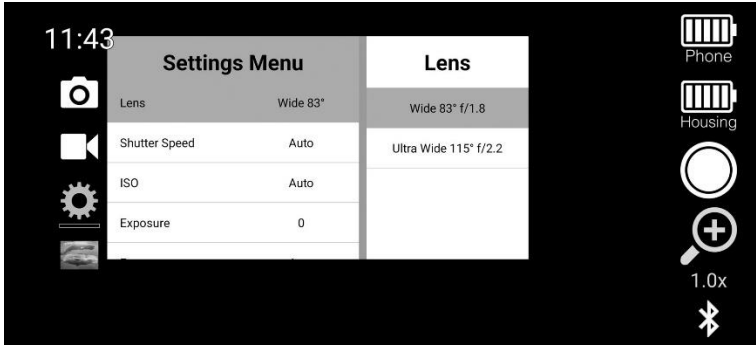 11:43
Settings Menu
Lens Wide 83°
Shutter Speed Auto
ISO Auto
Exposure 0
Lens
Wide 83° f/1.8
Ultra Wide 115° f/2.2
Phone
Housing
1.0x